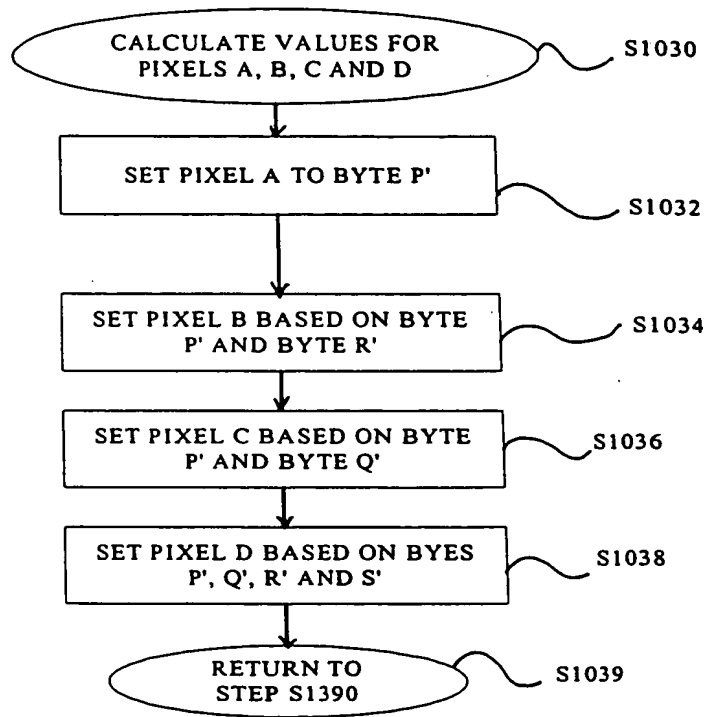 CALCULATE VALUES FOR
PIXELS A, B, C AND D
S1030
SET PIXEL A TO BYTE P'
S1032
SET PIXEL B BASED ON BYTE
P' AND BYTE R'
S1034
SET PIXEL C BASED ON BYTE
P' AND BYTE Q'
S1036
SET PIXEL D BASED ON BYES
P', Q', R' AND S'
S1038
RETURN TO
STEP S1390
S1039